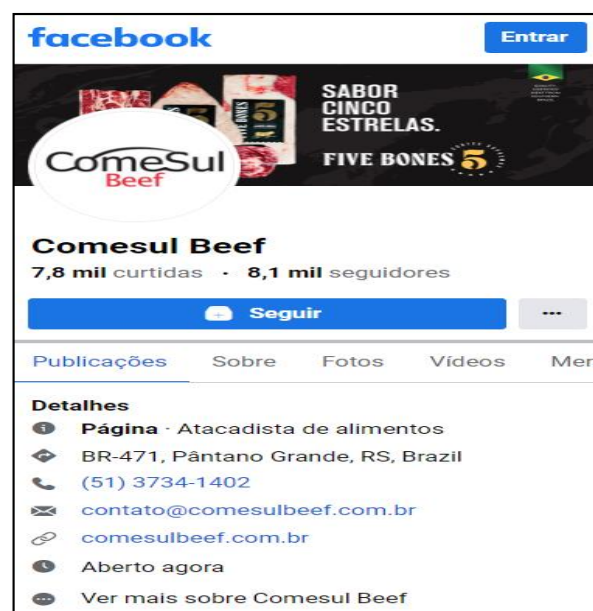 facebook
Entrar
SABOR
CINCO
ESTRELAS.
FIVE BONES 5
ComeSul
Beef
Comesul Beef
7,8 mil curtidas · 8,1 mil seguidores
Seguir
Publicações Sobre Fotos Vídeos Mer
Detalhes
Página · Atacadista de alimentos
BR-471, Pântano Grande, RS, Brazil
(51) 3734-1402
contato@comesulbeef.com.br
comesulbeef.com.br
Aberto agora
Ver mais sobre Comesul Beef